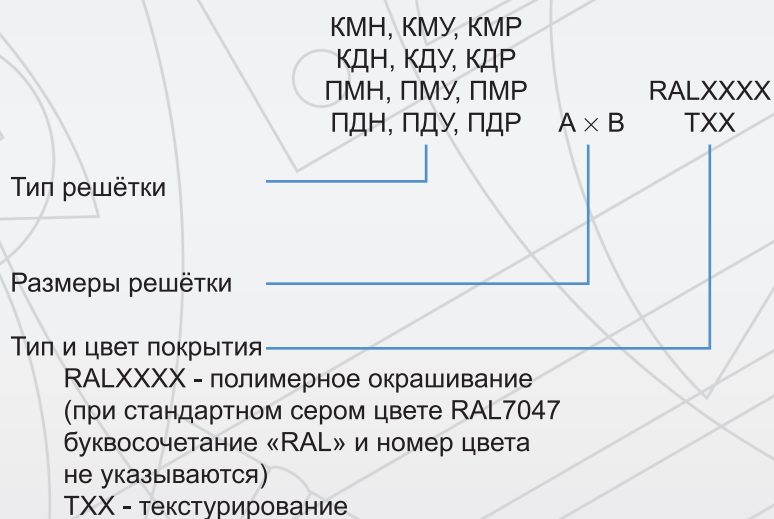 КМН, КМУ, КМР
КДН, КДУ, КДР
ПМН, ПМУ, ПМР RALXXXX
ПДН, ПДУ, ПДР A × B TXX
Тип решётки
Размеры решётки
Тип и цвет покрытия
RALXXXX - полимерное окрашивание
(при стандартном сером цвете RAL7047
буквосочетание «RAL» и номер цвета
не указываются)
TXX - текстурирование